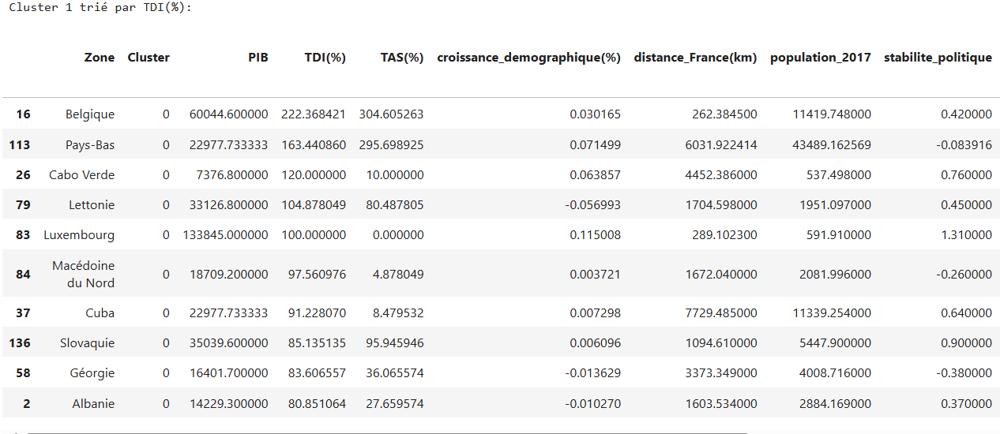 Cluster 1 trié par TDI(%):
Zone Cluster PIB TDI(%) TAS(%) croissance_demographique(%) distance_France(km) population_2017 stabilite_politique
16 Belgique 0 60044.600000 222.368421 304.605263 0.030165 262.384500 11419.748000 0.420000
113 Pays-Bas 0 22977.733333 163.440860 295.698925 0.071499 6031.922414 43489.162569 -0.083916
26 Cabo Verde 0 7376.800000 120.000000 10.000000 0.063857 4452.386000 537.498000 0.760000
79 Lettonie 0 33126.800000 104.878049 80.487805 -0.056993 1704.598000 1951.097000 0.450000
83 Luxembourg 0 133845.000000 100.000000 0.000000 0.115008 289.102300 591.910000 1.310000
84 Macédoine
du Nord 0 18709.200000 97.560976 4.878049 0.003721 1672.040000 2081.996000 -0.260000
37 Cuba 0 22977.733333 91.228070 8.479532 0.007298 7729.485000 11339.254000 0.640000
136 Slovaquie 0 35039.600000 85.135135 95.945946 0.006096 1094.610000 5447.900000 0.900000
58 Géorgie 0 16401.700000 83.606557 36.065574 -0.013629 3373.349000 4008.716000 -0.380000
2 Albanie 0 14229.300000 80.851064 27.659574 -0.010270 1603.534000 2884.169000 0.370000